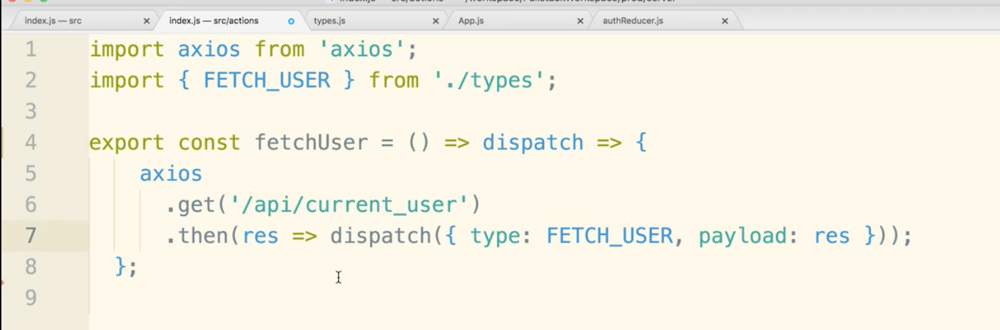 index.js — src
index.js — src/actions
types.js
App.js
authReducer.js
1 import axios from 'axios';
2 import { FETCH_USER } from './types';
3
4 export const fetchUser = () => dispatch => {
5 axios
6 .get('/api/current_user')
7 .then(res => dispatch({ type: FETCH_USER, payload: res }));
8 };
9